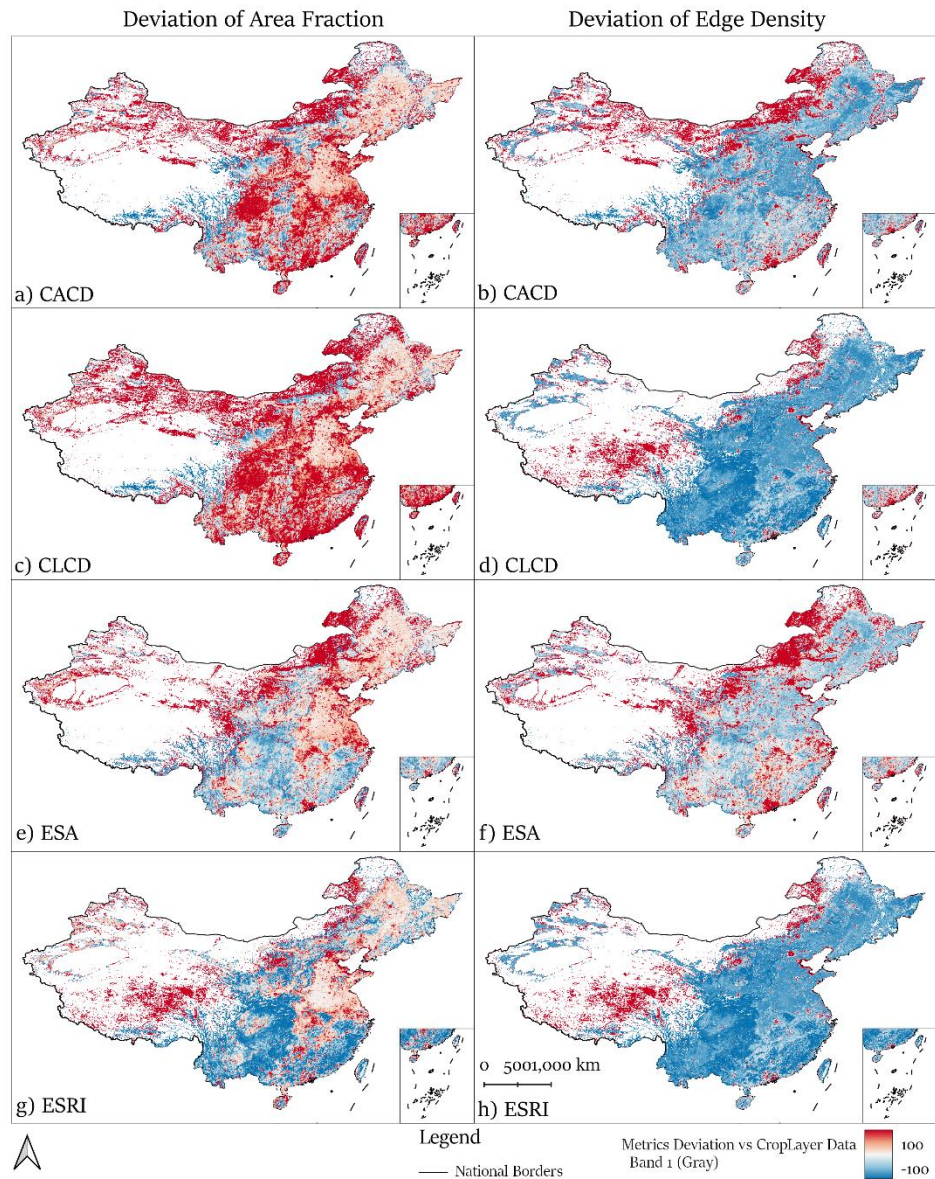 Deviation of Area Fraction
Deviation of Edge Density
a) CACD
b) CACD
c) CLCD
d) CLCD
e) ESA
f) ESA
g) ESRI
0 5001,000 km
h) ESRI
Legend
National Borders
Metrics Deviation vs CropLayer Data
Band 1 (Gray)
100
-100